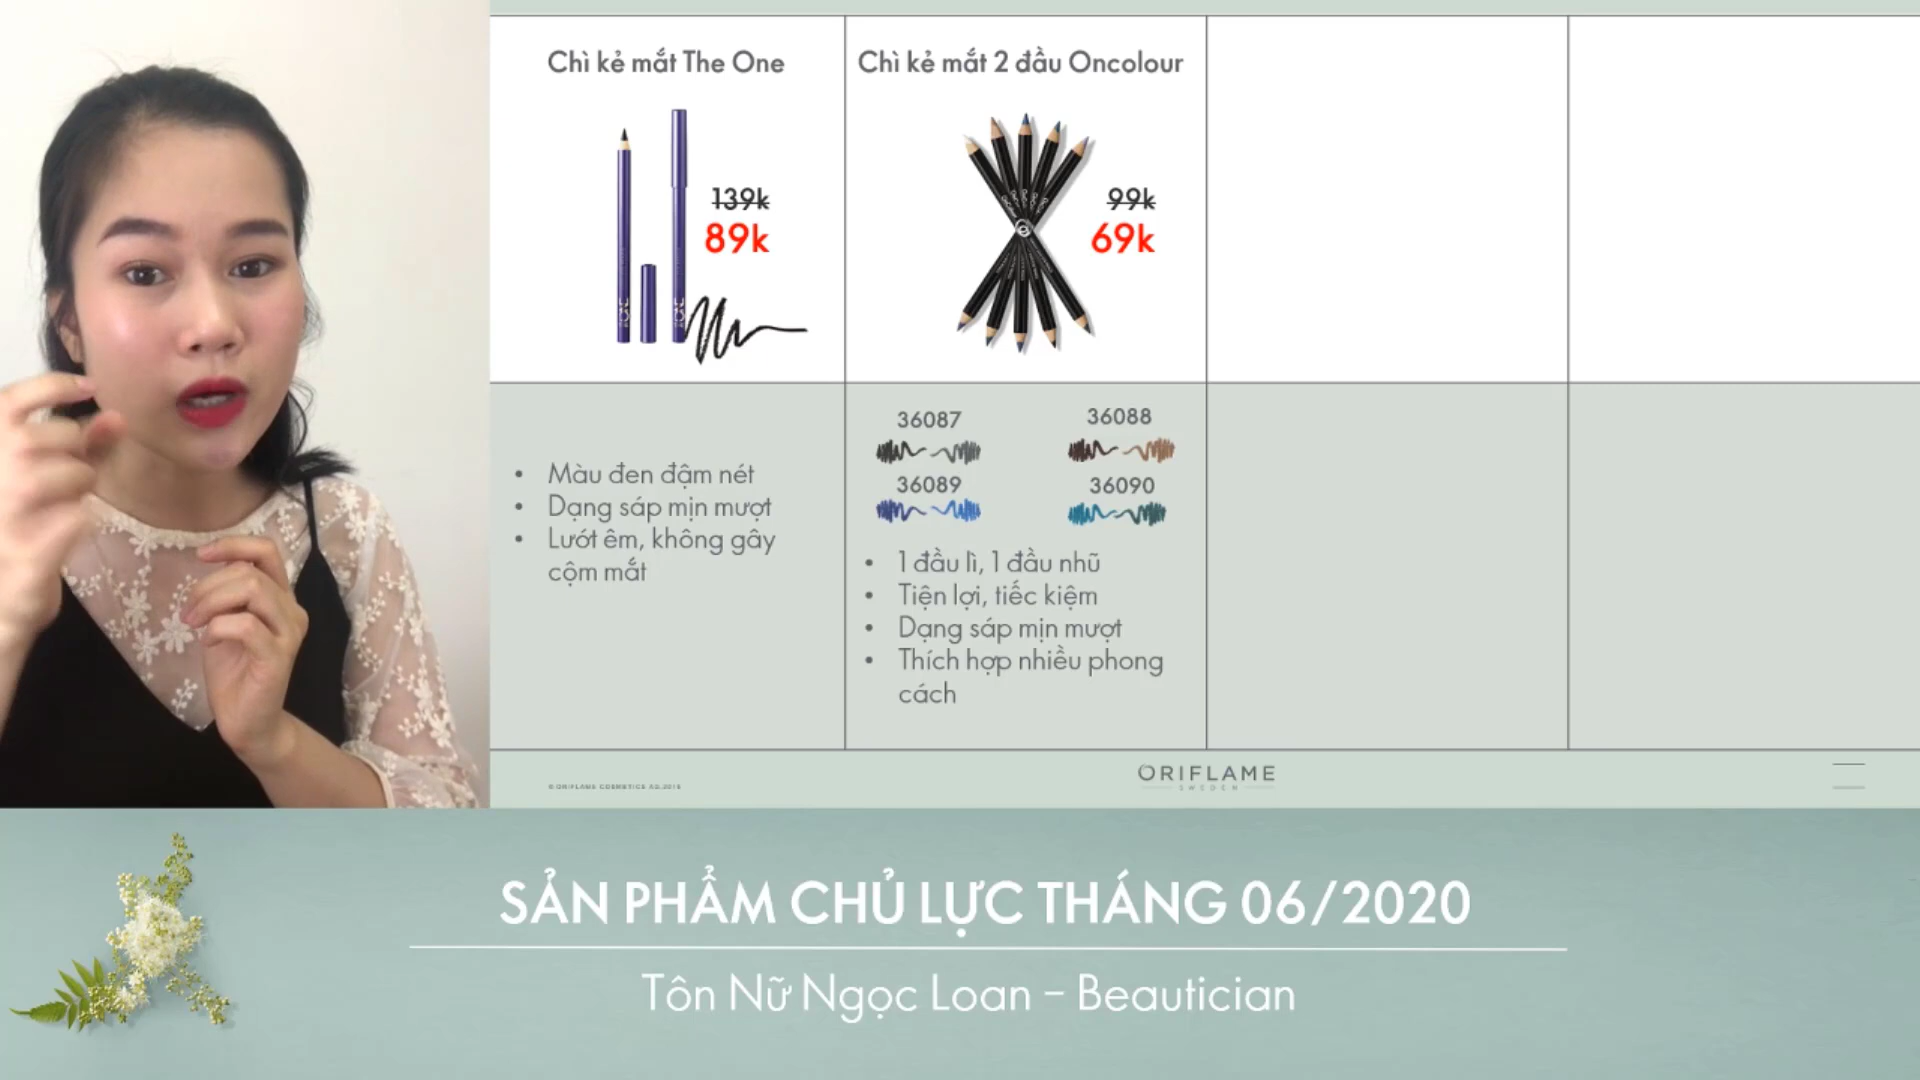 Chì kẻ mắt The One
139k
89k
Màu đen đậm nét
Dạng sáp mịn mượt
Lướt êm, không gây
cộm mắt
Chì kẻ mắt 2 đầu Oncolour
99k
69k
36087
36088
36089
36090
1 đầu lì, 1 đầu nhũ
Tiện lợi, tiếc kiệm
Dạng sáp mịn mượt
Thích hợp nhiều phong
cách
ORIFLAME
SWEDEN
SẢN PHẨM CHỦ LỰC THÁNG 06/2020
Tôn Nữ Ngọc Loan – Beautician